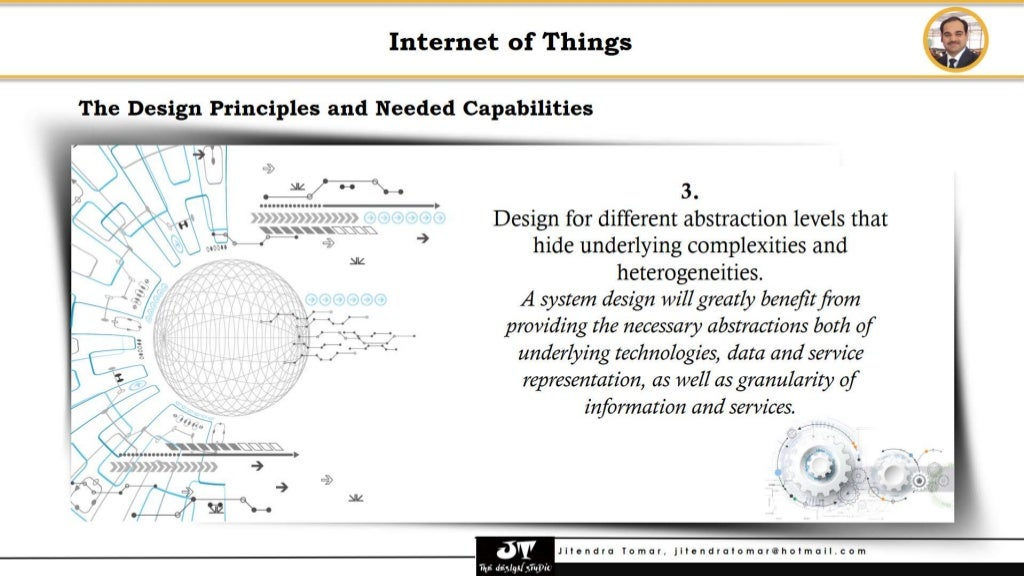 Internet of Things
The Design Principles and Needed Capabilities
3.
Design for different abstraction levels that
hide underlying complexities and
heterogeneities.
A system design will greatly benefit from
providing the necessary abstractions both of
underlying technologies, data and service
representation, as well as granularity of
information and services.
JT
The Design Studio
Jitendra Tomar, jitendratomar@hotmail.com